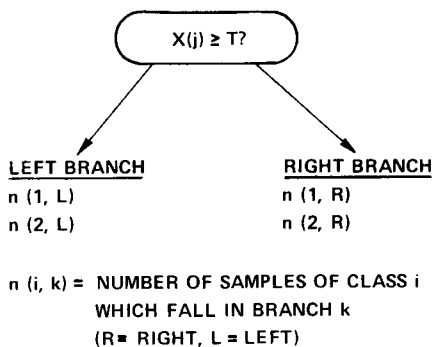 X(j) ≥ T?
LEFT BRANCH
n (1, L)
n (2, L)
RIGHT BRANCH
n (1, R)
n (2, R)
n (i, k) = NUMBER OF SAMPLES OF CLASS i
WHICH FALL IN BRANCH k
(R= RIGHT, L = LEFT)